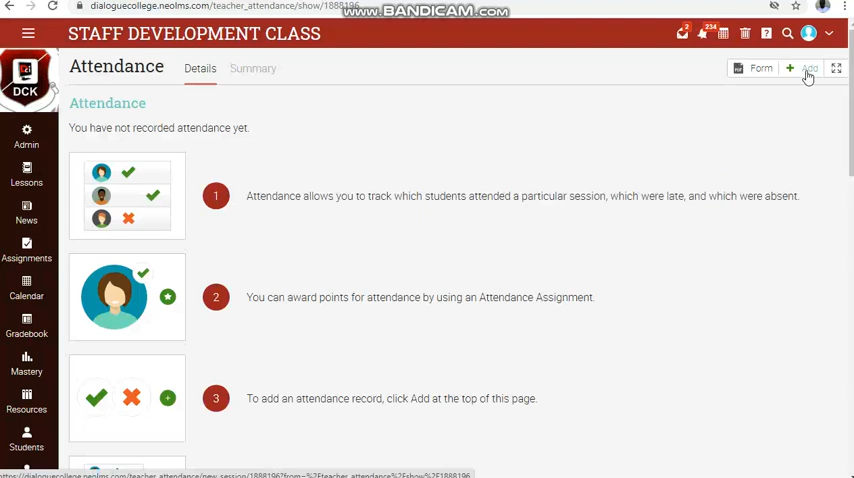 dialoguecollege.neolms.com/teacher_attendance/show/1888196
www.BANDICAM.com
STAFF DEVELOPMENT CLASS
2
234
?
DCK
Attendance
Details
Summary
Form
Add
Attendance
You have not recorded attendance yet.
1
Attendance allows you to track which students attended a particular session, which were late, and which were absent.
2
You can award points for attendance by using an Attendance Assignment.
3
To add an attendance record, click Add at the top of this page.
Admin
Lessons
News
Assignments
Calendar
Gradebook
Mastery
Resources
Students
https://dialoguecollege.neolms.com/teacher_attendance/new_session/1888196?from=%2Fteacher_attendance%2Fshow%2F1888196